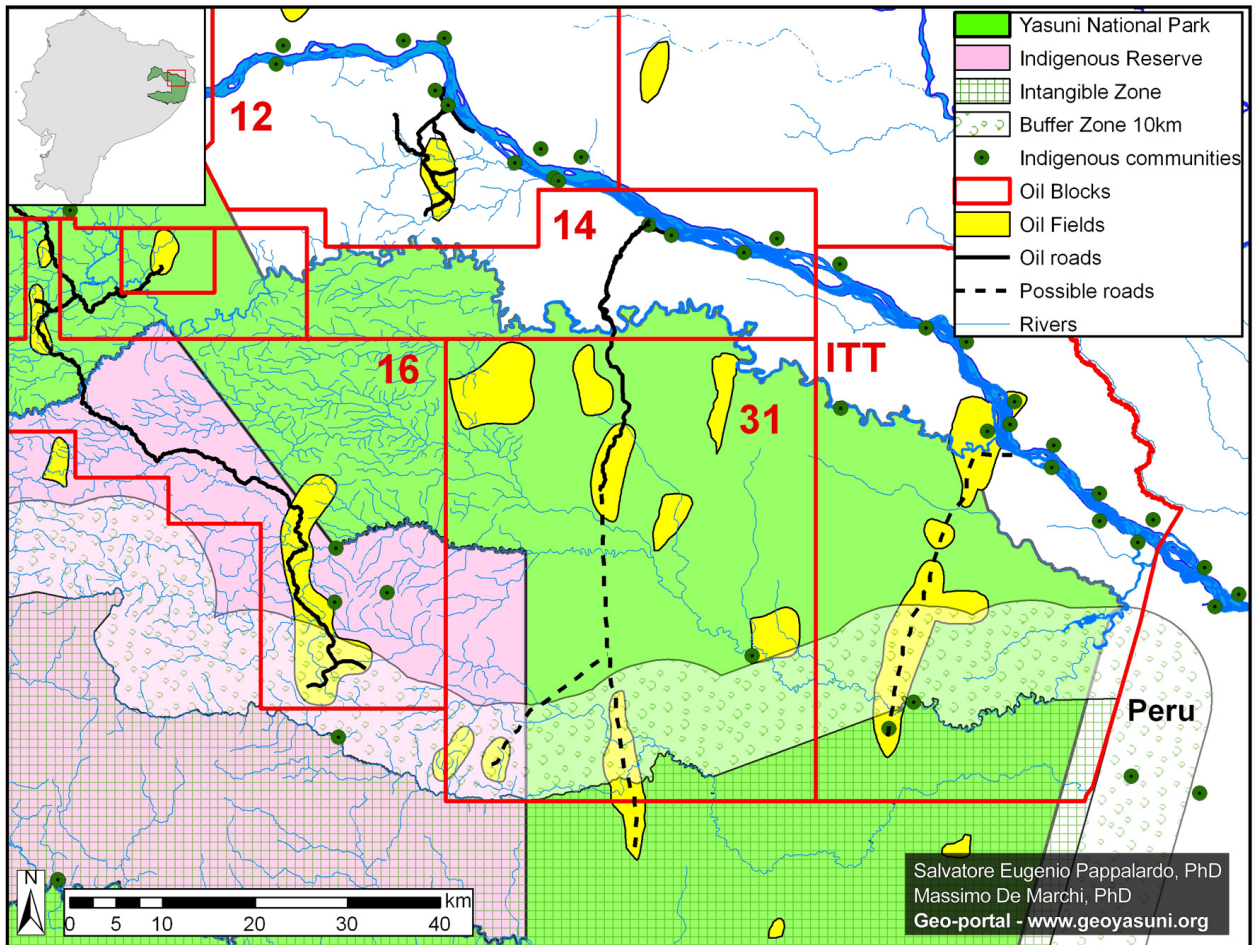 Yasuni National Park
Indigenous Reserve
Intangible Zone
Buffer Zone 10km
Indigenous communities
Oil Blocks
Oil Fields
Oil roads
Possible roads
Rivers
12
14
16
ITT
31
Peru
N
km
0 5 10 20 30 40
Salvatore Eugenio Pappalardo, PhD
Massimo De Marchi, PhD
Geo-portal - www.geoyasuni.org